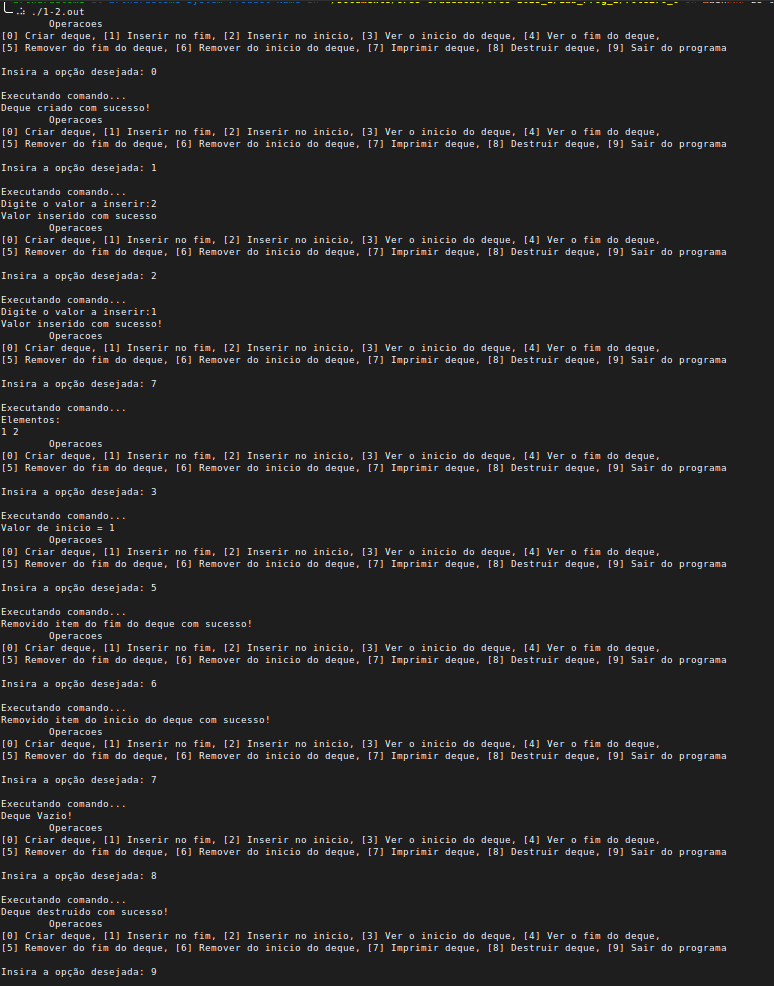 ./1-2.out
Operacoes
[0] Criar deque, [1] Inserir no fim, [2] Inserir no inicio, [3] Ver o inicio do deque, [4] Ver o fim do deque,
[5] Remover do fim do deque, [6] Remover do inicio do deque, [7] Imprimir deque, [8] Destruir deque, [9] Sair do programa
Insira a opção desejada: 0
Executando comando...
Deque criado com sucesso!
Operacoes
[0] Criar deque, [1] Inserir no fim, [2] Inserir no inicio, [3] Ver o inicio do deque, [4] Ver o fim do deque,
[5] Remover do fim do deque, [6] Remover do inicio do deque, [7] Imprimir deque, [8] Destruir deque, [9] Sair do programa
Insira a opção desejada: 1
Executando comando...
Digite o valor a inserir:2
Valor inserido com sucesso
Operacoes
[0] Criar deque, [1] Inserir no fim, [2] Inserir no inicio, [3] Ver o inicio do deque, [4] Ver o fim do deque,
[5] Remover do fim do deque, [6] Remover do inicio do deque, [7] Imprimir deque, [8] Destruir deque, [9] Sair do programa
Insira a opção desejada: 2
Executando comando...
Digite o valor a inserir:1
Valor inserido com sucesso!
Operacoes
[0] Criar deque, [1] Inserir no fim, [2] Inserir no inicio, [3] Ver o inicio do deque, [4] Ver o fim do deque,
[5] Remover do fim do deque, [6] Remover do inicio do deque, [7] Imprimir deque, [8] Destruir deque, [9] Sair do programa
Insira a opção desejada: 7
Executando comando...
Elementos:
1 2
Operacoes
[0] Criar deque, [1] Inserir no fim, [2] Inserir no inicio, [3] Ver o inicio do deque, [4] Ver o fim do deque,
[5] Remover do fim do deque, [6] Remover do inicio do deque, [7] Imprimir deque, [8] Destruir deque, [9] Sair do programa
Insira a opção desejada: 3
Executando comando...
Valor de inicio = 1
Operacoes
[0] Criar deque, [1] Inserir no fim, [2] Inserir no inicio, [3] Ver o inicio do deque, [4] Ver o fim do deque,
[5] Remover do fim do deque, [6] Remover do inicio do deque, [7] Imprimir deque, [8] Destruir deque, [9] Sair do programa
Insira a opção desejada: 5
Executando comando...
Removido item do fim do deque com sucesso!
Operacoes
[0] Criar deque, [1] Inserir no fim, [2] Inserir no inicio, [3] Ver o inicio do deque, [4] Ver o fim do deque,
[5] Remover do fim do deque, [6] Remover do inicio do deque, [7] Imprimir deque, [8] Destruir deque, [9] Sair do programa
Insira a opção desejada: 6
Executando comando...
Removido item do inicio do deque com sucesso!
Operacoes
[0] Criar deque, [1] Inserir no fim, [2] Inserir no inicio, [3] Ver o inicio do deque, [4] Ver o fim do deque,
[5] Remover do fim do deque, [6] Remover do inicio do deque, [7] Imprimir deque, [8] Destruir deque, [9] Sair do programa
Insira a opção desejada: 7
Executando comando...
Deque Vazio!
Operacoes
[0] Criar deque, [1] Inserir no fim, [2] Inserir no inicio, [3] Ver o inicio do deque, [4] Ver o fim do deque,
[5] Remover do fim do deque, [6] Remover do inicio do deque, [7] Imprimir deque, [8] Destruir deque, [9] Sair do programa
Insira a opção desejada: 8
Executando comando...
Deque destruido com sucesso!
Operacoes
[0] Criar deque, [1] Inserir no fim, [2] Inserir no inicio, [3] Ver o inicio do deque, [4] Ver o fim do deque,
[5] Remover do fim do deque, [6] Remover do inicio do deque, [7] Imprimir deque, [8] Destruir deque, [9] Sair do programa
Insira a opção desejada: 9